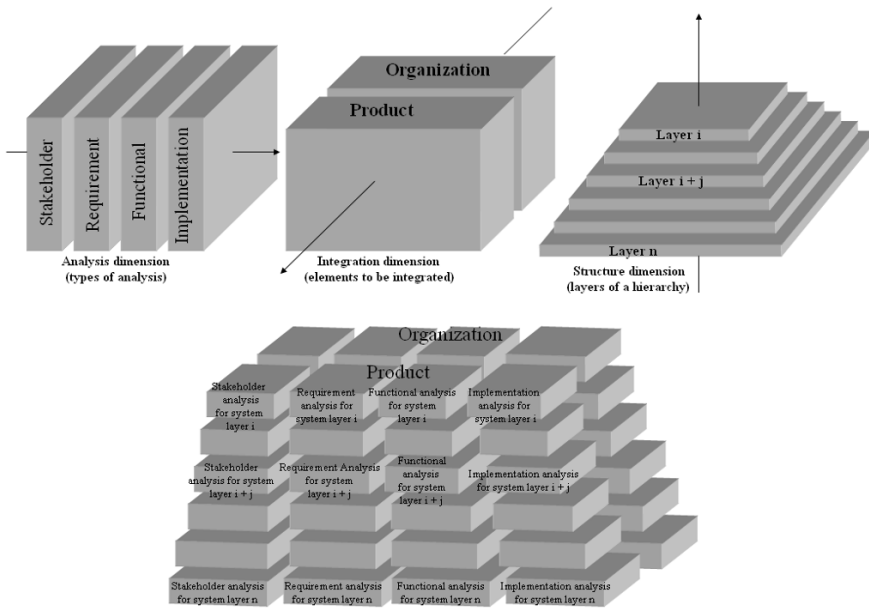 Stakeholder
Requirement
Functional
Implementation
Analysis dimension
(types of analysis)
Organization
Product
Integration dimension
(elements to be integrated)
Layer i
Layer i + j
Layer n
Structure dimension
(layers of a hierarchy)
Organization
Product
Stakeholder
analysis
for system
layer i
Requirement
analysis for
system layer i
Functional analysis
for system
layer i
Implementation
analysis for
system layer i
Stakeholder
analysis for system
layer i + j
Requirement Analysis
for system
layer i + j
Functional
analysis
for system
layer i + j
Implementation analysis
for system layer i + j
Stakeholder analysis
for system layer n
Requirement analysis
for system layer n
Functional analysis
for system layer n
Implementation analysis
for system layer n